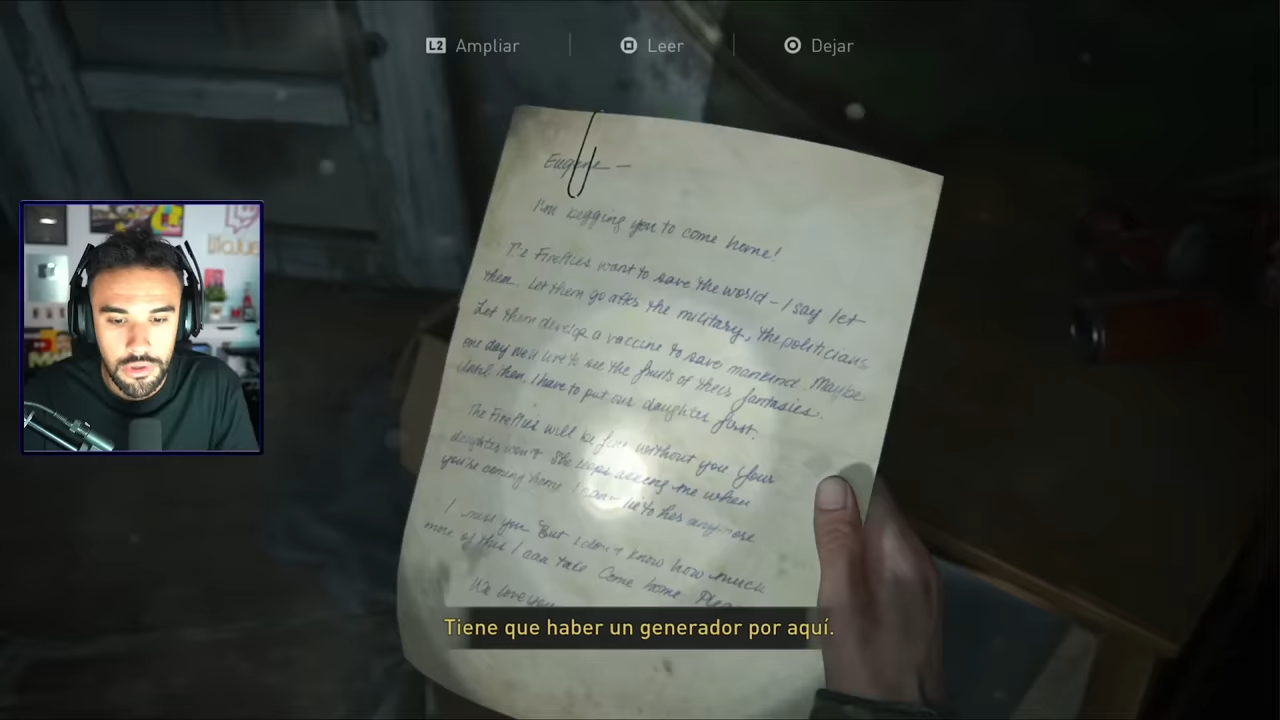 L2 Ampliar
Leer
Dejar
Eugene —
I'm begging you to come home!
The Fireflies want to save the world – I say let
them. Let them go after the military, the politicians.
Let them develop a vaccine to save mankind. Maybe
one day we'll live to see the fruits of their fantasies.
Until then, I have to put our daughter first.
The Fireflies will be fine without you. Your
daughter won't. She keeps asking me when
you're coming home. I can't lie to her anymore
I miss you. But I don't know how much
more of this I can take. Come home. Please
We love you
Tiene que haber un generador por aquí.